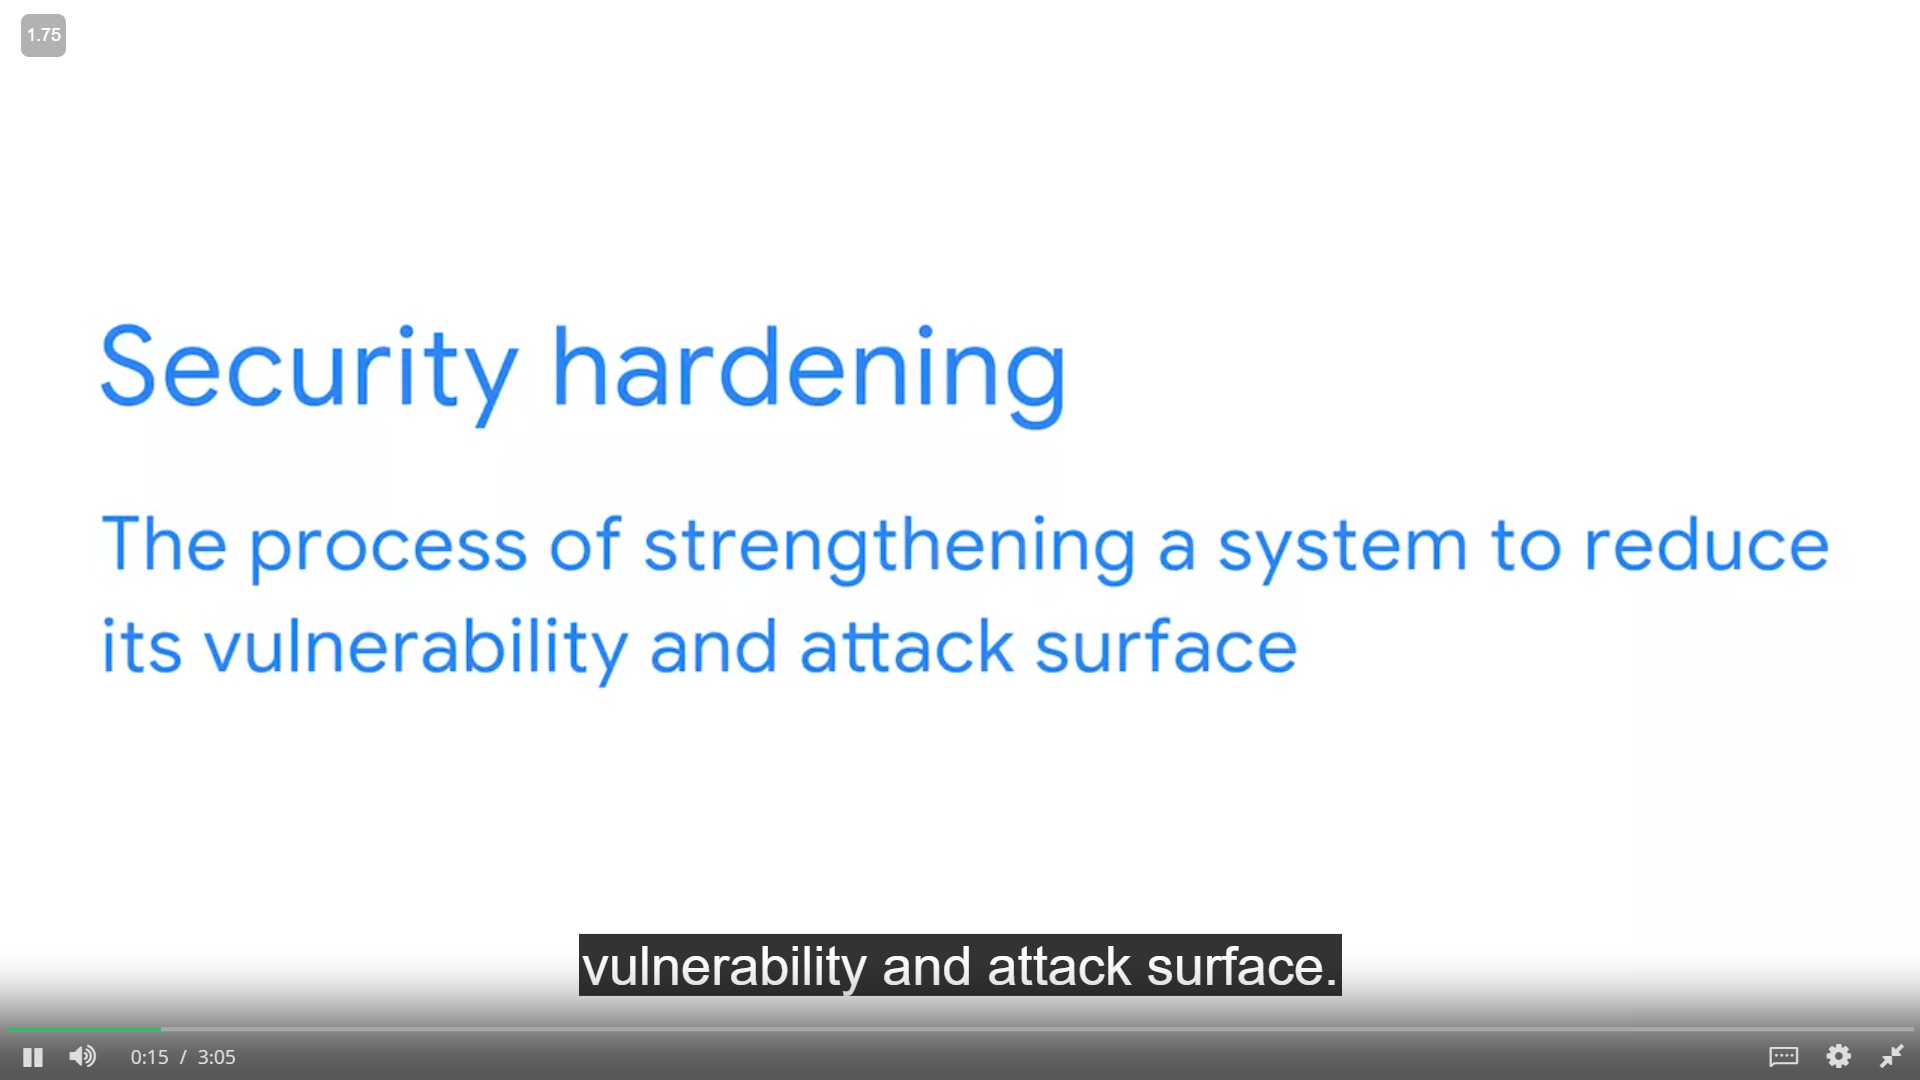 1.75
Security hardening
The process of strengthening a system to reduce
its vulnerability and attack surface
vulnerability and attack surface.
0:15 / 3:05